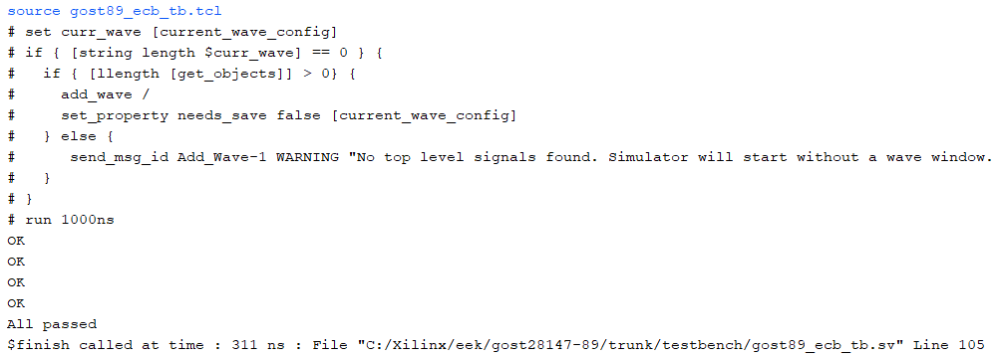 source gost89_ecb_tb.tcl
# set curr_wave [current_wave_config]
# if { [string length $curr_wave] == 0 } {
#   if { [llength [get_objects]] > 0} {
#     add_wave /
#     set_property needs_save false [current_wave_config]
#   } else {
#      send_msg_id Add_Wave-1 WARNING "No top level signals found. Simulator will start without a wave window.
#   }
# }
# run 1000ns
OK
OK
OK
OK
All passed
$finish called at time : 311 ns : File "C:/Xilinx/eek/gost28147-89/trunk/testbench/gost89_ecb_tb.sv" Line 105